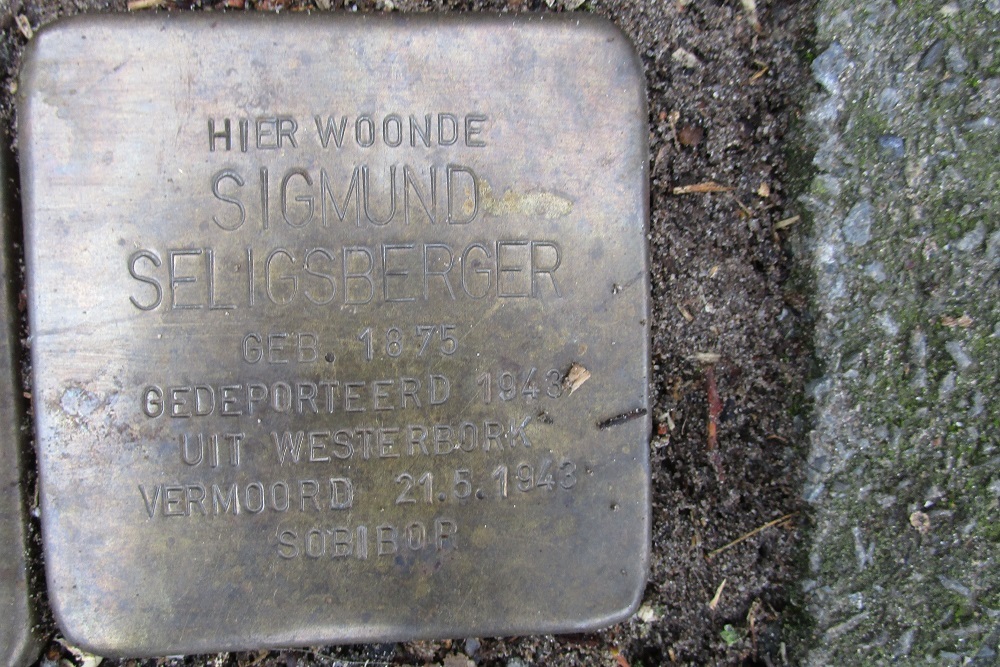 HIER WOONDE
SIGMUND
SELIGSBERGER
GEB. 1875
GEDEPORTEERD 1943
UIT WESTERBORK
VERMOORD 21.5.1943
SOBIBOR